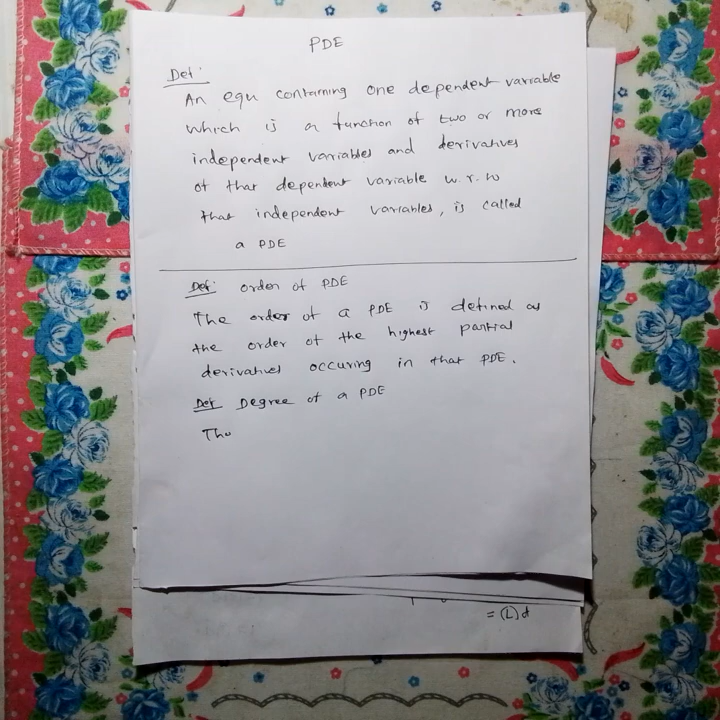 PDE
Def:
An equ containing one dependent variable
which is a function of two or more
independent variables and derivatives
of that dependent variable w.r.to
that independent variables, is called
a PDE
Def: order of PDE
The order of a PDE is defined as
the order of the highest partial
derivatives occuring in that PDE.
Def Degree of a PDE
The
= (L)d